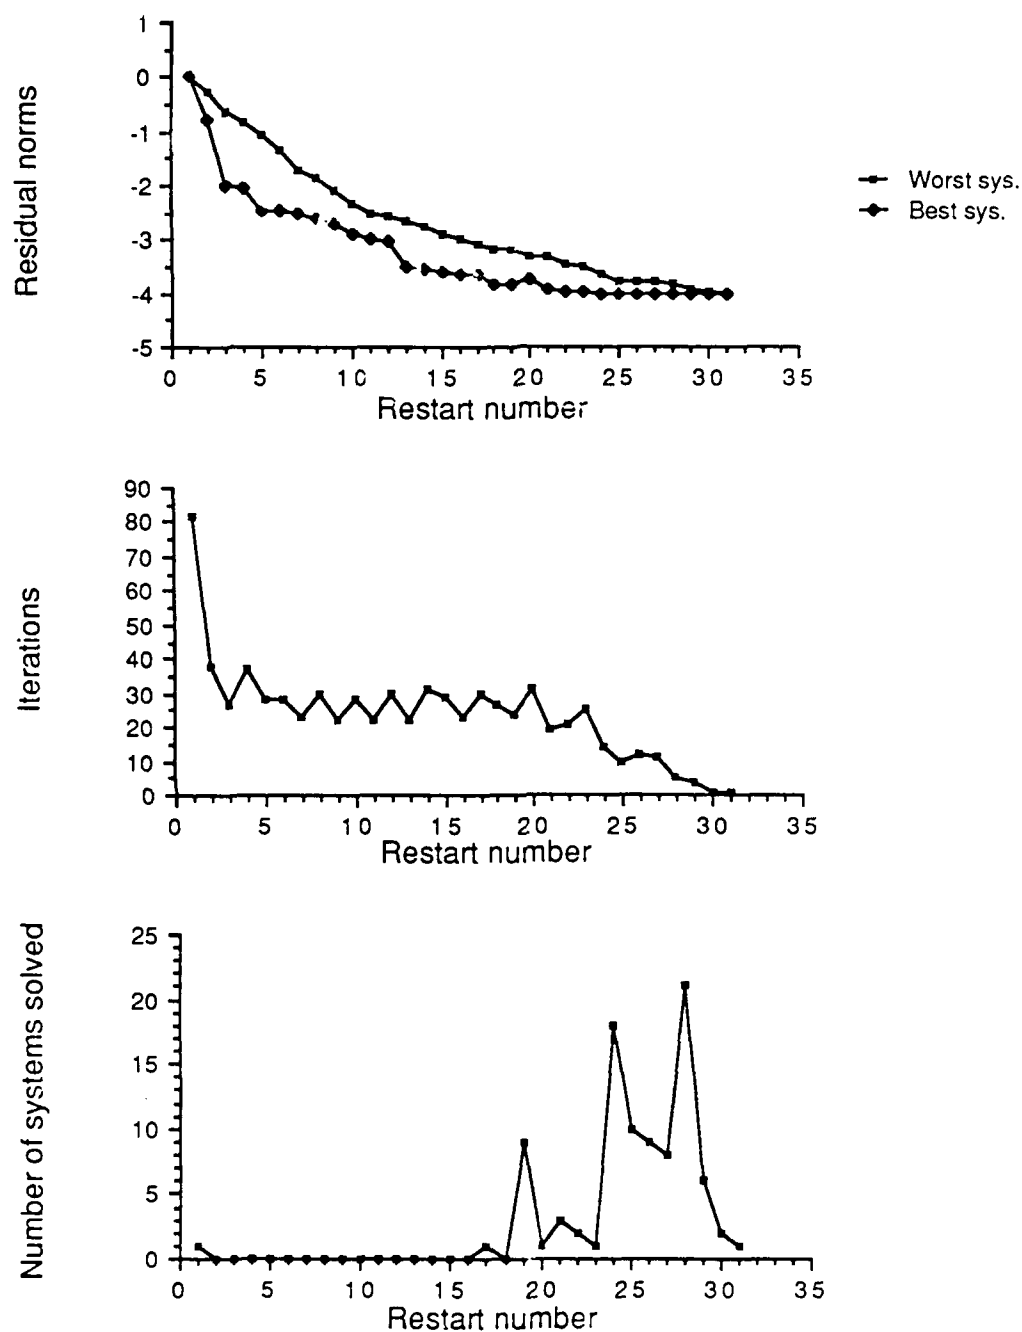 1
0
-1
-2
-3
-4
-5
Residual norms
0 5 10 15 20 25 30 35
Restart number
Worst sys.
Best sys.
90
80
70
60
50
40
30
20
10
0
Iterations
0 5 10 15 20 25 30 35
Restart number
25
20
15
10
5
0
Number of systems solved
0 5 10 15 20 25 30 35
Restart number